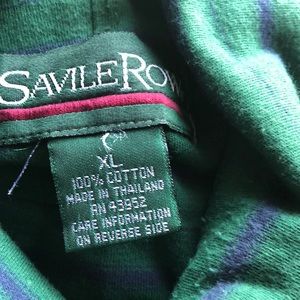 SAVILE ROW
XL
100% COTTON
MADE IN THAILAND
RN 43952
CARE INFORMATION
ON REVERSE SIDE